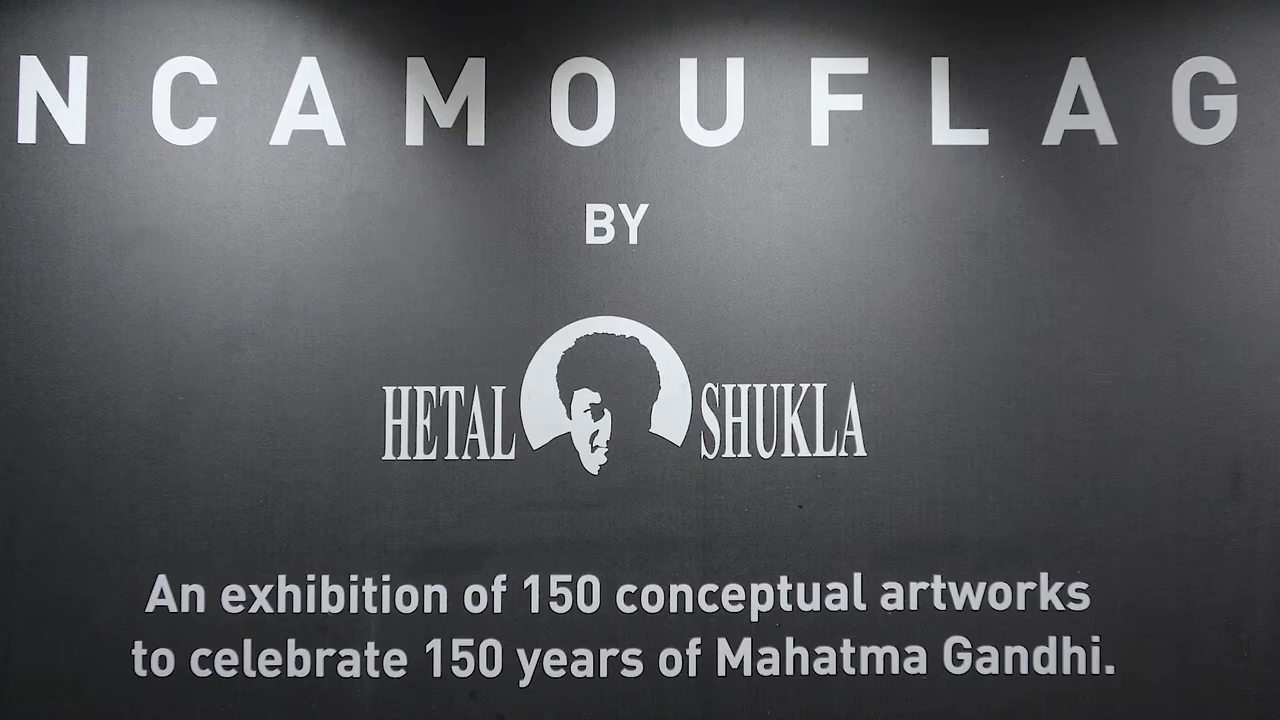 NCAMOUFLAG
BY
HETAL SHUKLA
An exhibition of 150 conceptual artworks
to celebrate 150 years of Mahatma Gandhi.